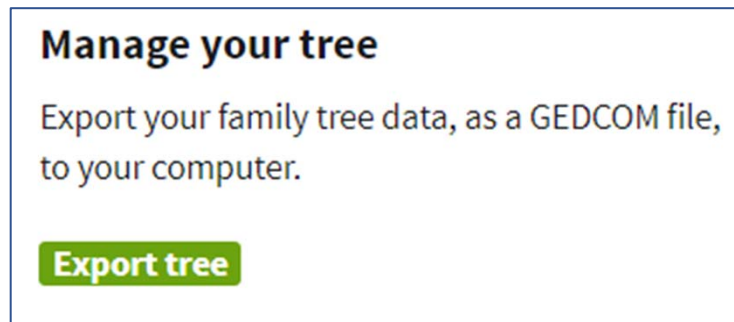 Manage your tree
Export your family tree data, as a GEDCOM file,
to your computer.
Export tree